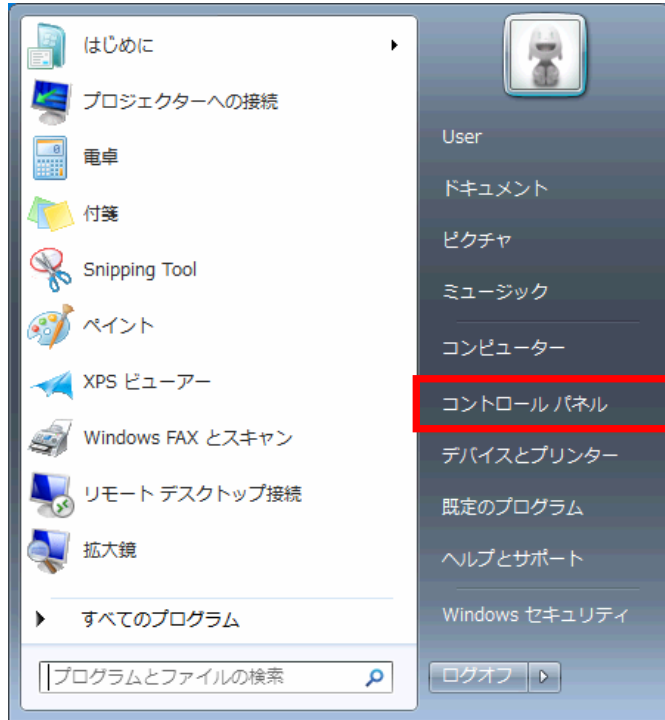 はじめに
プロジェクターへの接続
電卓
付箋
Snipping Tool
ペイント
XPS ビューアー
Windows FAX とスキャン
リモート デスクトップ接続
拡大鏡
すべてのプログラム
プログラムとファイルの検索
User
ドキュメント
ピクチャ
ミュージック
コンピューター
コントロール パネル
デバイスとプリンター
既定のプログラム
ヘルプとサポート
Windows セキュリティ
ログオフ